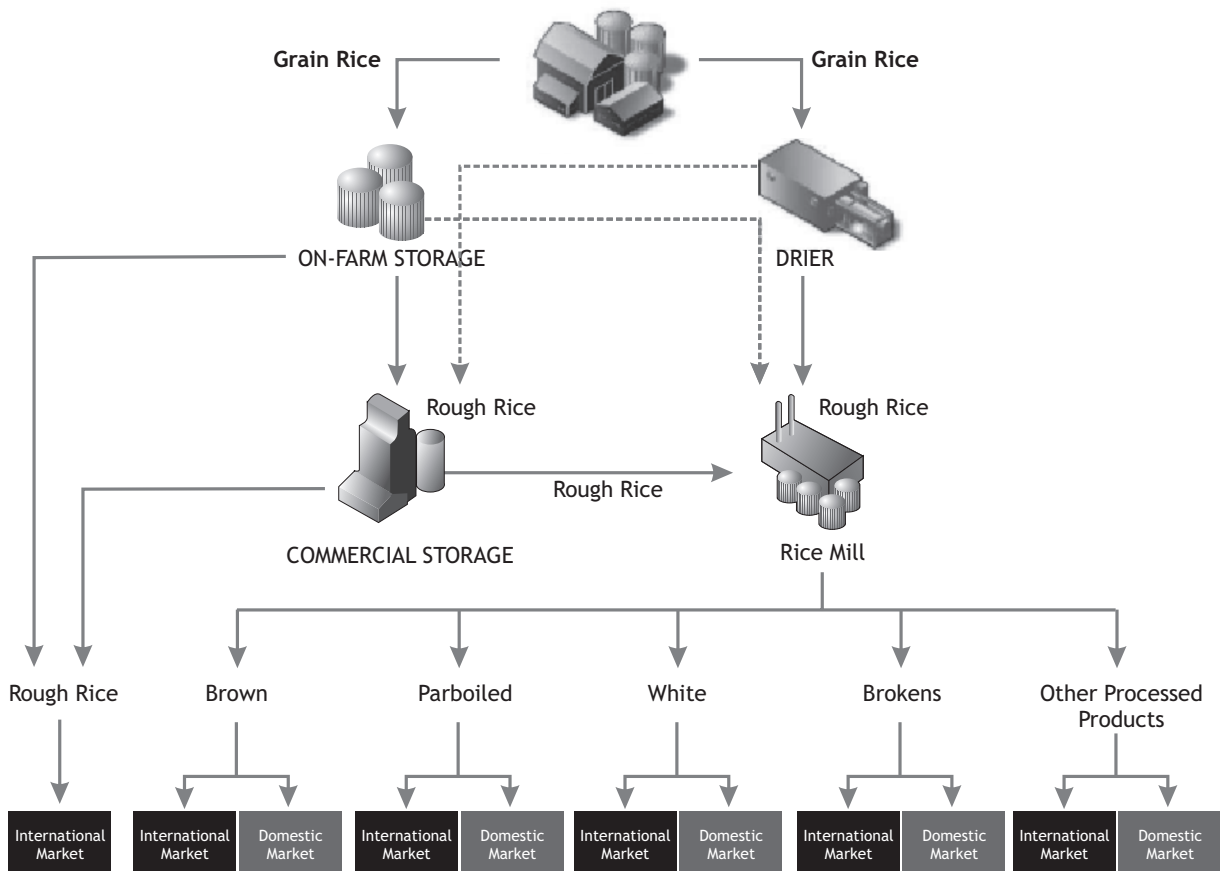 Grain Rice
Grain Rice
ON-FARM STORAGE
DRIER
Rough Rice
Rough Rice
Rough Rice
COMMERCIAL STORAGE
Rice Mill
Rough Rice
Brown
Parboiled
White
Brokens
Other Processed
Products
International
Market
International
Market
Domestic
Market
International
Market
Domestic
Market
International
Market
Domestic
Market
International
Market
Domestic
Market
International
Market
Domestic
Market